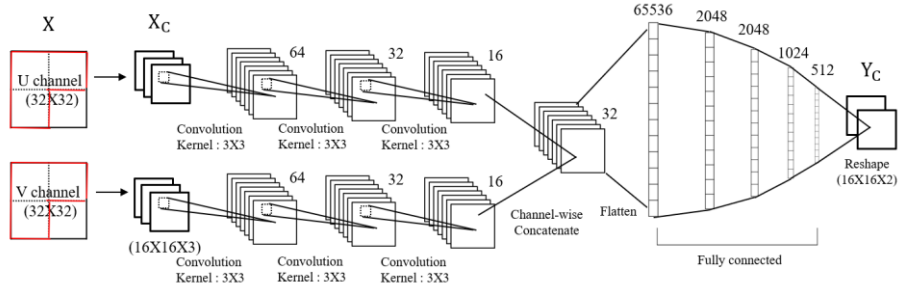 X
X_C
U channel
(32X32)
64
32
16
Convolution
Kernel : 3X3
Convolution
Kernel : 3X3
Convolution
Kernel : 3X3
V channel
(32X32)
(16X16X3)
64
32
16
Convolution
Kernel : 3X3
Convolution
Kernel : 3X3
Convolution
Kernel : 3X3
32
Channel-wise
Concatenate
Flatten
65536
2048
2048
1024
512
Fully connected
Y_C
Reshape
(16X16X2)